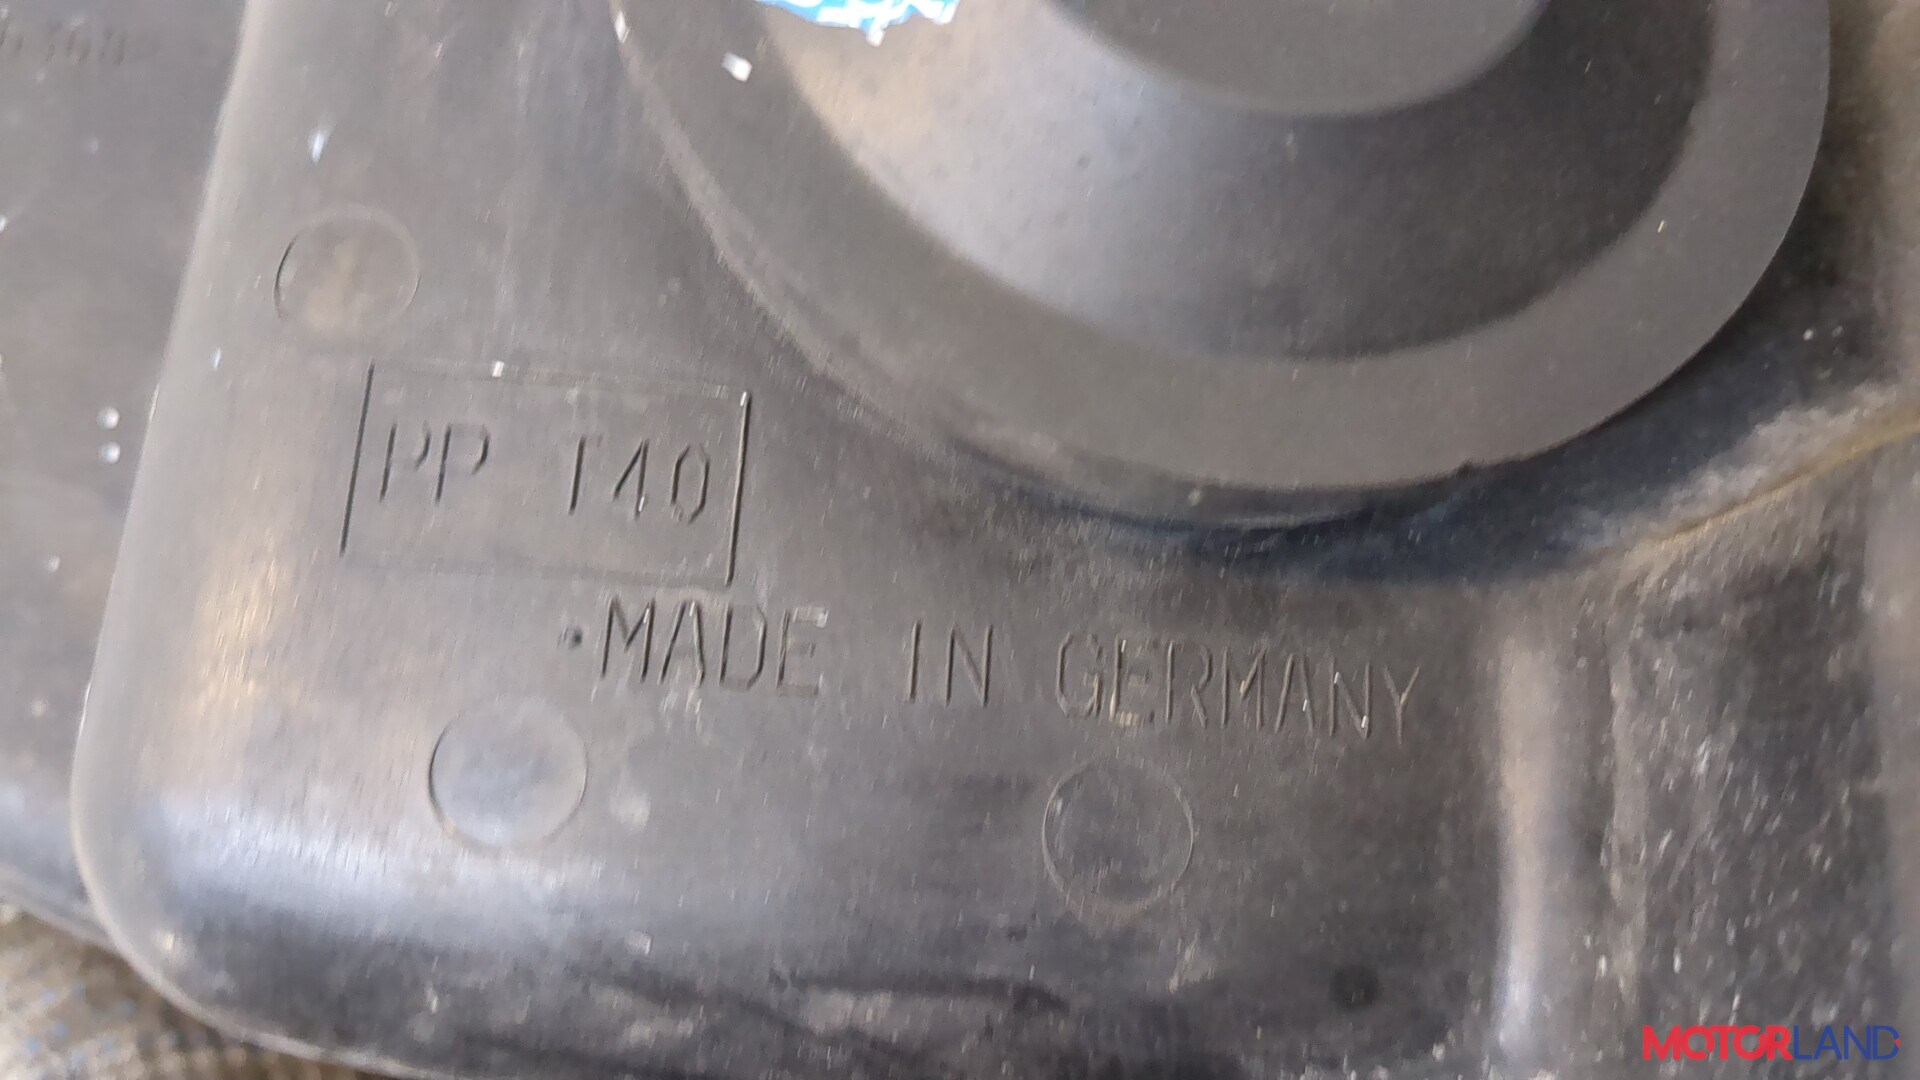 PP T40
MADE IN GERMANY
MOTORLAND